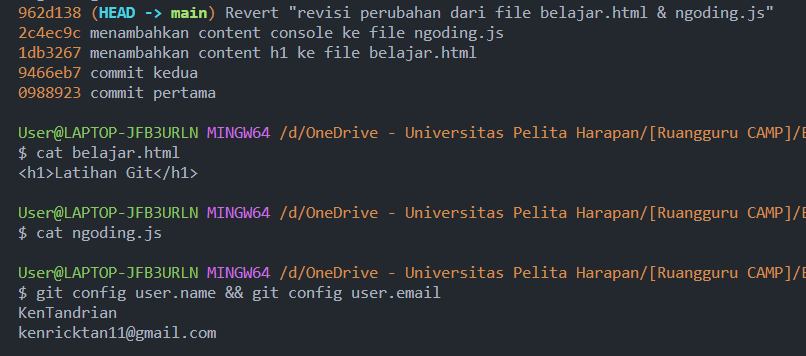 962d138 (HEAD -> main) Revert "revisi perubahan dari file belajar.html & ngoding.js"
2c4ec9c menambahkan content console ke file ngoding.js
1db3267 menambahkan content h1 ke file belajar.html
9466eb7 commit kedua
0988923 commit pertama
User@LAPTOP-JFB3URLN MINGW64 /d/OneDrive - Universitas Pelita Harapan/[Ruangguru CAMP]/
$ cat belajar.html
<h1>Latihan Git</h1>
User@LAPTOP-JFB3URLN MINGW64 /d/OneDrive - Universitas Pelita Harapan/[Ruangguru CAMP]/
$ cat ngoding.js
User@LAPTOP-JFB3URLN MINGW64 /d/OneDrive - Universitas Pelita Harapan/[Ruangguru CAMP]/
$ git config user.name && git config user.email
KenTandrian
kenricktan11@gmail.com